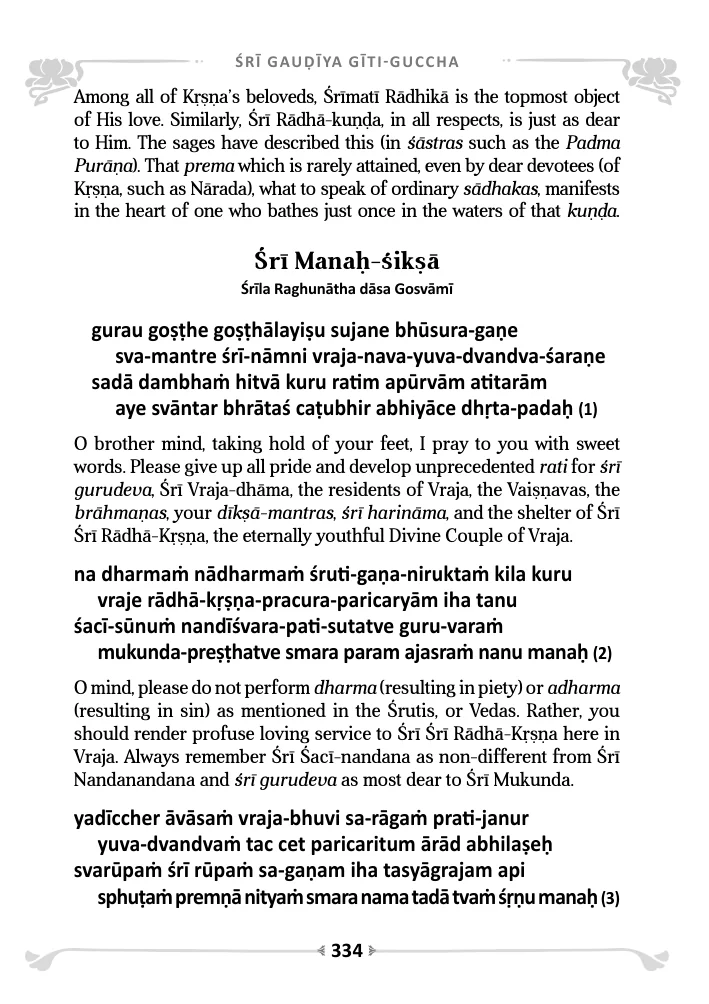 ŚRĪ GAUḌĪYA GĪTI-GUCCHA
Among all of Kṛṣṇa’s beloveds, Śrīmatī Rādhikā is the topmost object
of His love. Similarly, Śrī Rādhā-kuṇḍa, in all respects, is just as dear
to Him. The sages have described this (in śāstras such as the Padma
Purāṇa). That prema which is rarely attained, even by dear devotees (of
Kṛṣṇa, such as Nārada), what to speak of ordinary sādhakas, manifests
in the heart of one who bathes just once in the waters of that kuṇḍa.
Śrī Manaḥ-śikṣā
Śrīla Raghunātha dāsa Gosvāmī
gurau goṣṭhe goṣṭhālayiṣu sujane bhūsura-gaṇe
sva-mantre śrī-nāmni vraja-nava-yuva-dvandva-śaraṇe
sadā dambhaṁ hitvā kuru ratim apūrvām atitarām
aye svāntar bhrātaś caṭubhir abhiyāce dhṛta-padaḥ (1)
O brother mind, taking hold of your feet, I pray to you with sweet
words. Please give up all pride and develop unprecedented rati for śrī
gurudeva, Śrī Vraja-dhāma, the residents of Vraja, the Vaiṣṇavas, the
brāhmaṇas, your dīkṣā-mantras, śrī harināma, and the shelter of Śrī
Śrī Rādhā-Kṛṣṇa, the eternally youthful Divine Couple of Vraja.
na dharmaṁ nādharmaṁ śruti-gaṇa-niruktaṁ kila kuru
vraje rādhā-kṛṣṇa-pracura-paricaryām iha tanu
śacī-sūnuṁ nandīśvara-pati-sutatve guru-varaṁ
mukunda-preṣṭhatve smara param ajasraṁ nanu manaḥ (2)
O mind, please do not perform dharma (resulting in piety) or adharma
(resulting in sin) as mentioned in the Śrutis, or Vedas. Rather, you
should render profuse loving service to Śrī Śrī Rādhā-Kṛṣṇa here in
Vraja. Always remember Śrī Śacī-nandana as non-different from Śrī
Nandanandana and śrī gurudeva as most dear to Śrī Mukunda.
yadīccher āvāsaṁ vraja-bhuvi sa-rāgaṁ prati-janur
yuva-dvandvaṁ tac cet paricaritum ārād abhilaṣeḥ
svarūpaṁ śrī rūpaṁ sa-gaṇam iha tasyāgrajam api
sphuṭaṁ premṇā nityaṁ smara nama tadā tvaṁ śṛṇu manaḥ (3)
334